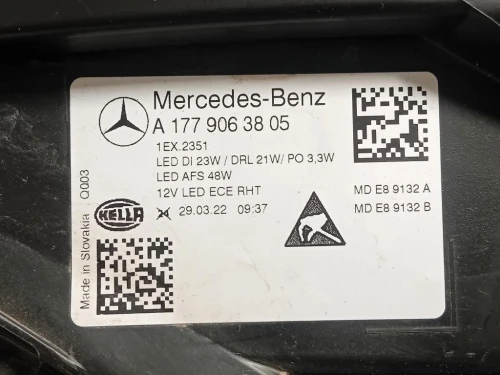 Mercedes-Benz
A 177 906 38 05
1EX.2351
LED DI 23W / DRL 21W/ PO 3,3W
LED AFS 48W
12V LED ECE RHT
MD E8 9132 A
HELLA
29.03.22 09:37
MD E8 9132 B
Made in Slovakia Q003